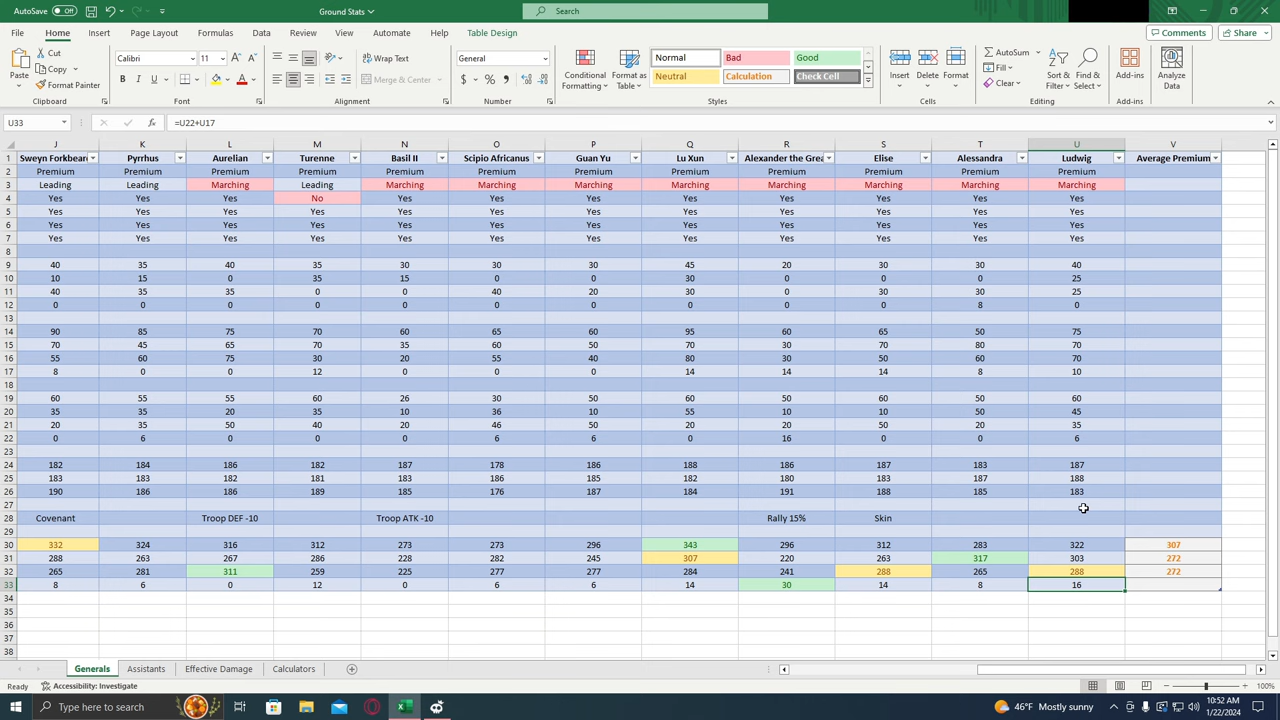 AutoSave Off Ground Stats Search
File Home Insert Page Layout Formulas Data Review View Automate Help Table Design Comments Share
Paste Cut Copy Format Painter Clipboard
Calibri 11 B I U Font
Alignment Merge & Center
General $ % Number
Conditional Formatting Format as Table
Normal Bad Good
Neutral Calculation Check Cell
Styles
Insert Delete Format Cells
AutoSum Fill Clear Sort & Filter Find & Select Editing
Add-ins Add-ins
Analyze Data
U33 fx =U22+U17
J K L M N O P Q R S T U V
1 Sweyn Forkbeard Pyrrhus Aurelian Turenne Basil II Scipio Africanus Guan Yu Lu Xun Alexander the Grea Elise Alessandra Ludwig Average Premium
2 Premium Premium Premium Premium Premium Premium Premium Premium Premium Premium Premium Premium
3 Leading Leading Marching Leading Marching Marching Marching Marching Marching Marching Marching Marching
4 Yes Yes Yes No Yes Yes Yes Yes Yes Yes Yes Yes
5 Yes Yes Yes Yes Yes Yes Yes Yes Yes Yes Yes Yes
6 Yes Yes Yes Yes Yes Yes Yes Yes Yes Yes Yes Yes
7 Yes Yes Yes Yes Yes Yes Yes Yes Yes Yes Yes Yes
8
9 40 35 40 35 30 30 30 45 20 30 30 40
10 10 15 0 35 15 0 0 30 0 0 0 25
11 40 35 35 0 0 40 20 30 0 30 30 25
12 0 0 0 0 0 0 0 0 0 0 8 0
13
14 90 85 75 70 60 65 60 95 60 65 50 75
15 70 45 65 70 35 60 50 70 30 70 80 70
16 55 60 75 30 20 55 40 80 30 50 60 70
17 8 0 0 12 0 0 0 14 14 14 8 10
18
19 60 55 55 60 26 30 50 60 50 50 50 60
20 35 35 20 35 10 36 10 55 10 10 50 45
21 20 35 50 40 20 46 50 20 20 50 20 35
22 0 6 0 0 0 6 6 0 16 0 0 6
23
24 182 184 186 182 187 178 186 188 186 187 183 187
25 183 183 182 181 183 186 185 182 180 183 187 188
26 190 186 186 189 185 176 187 184 191 188 185 183
27
28 Covenant Troop DEF -10 Troop ATK -10 Rally 15% Skin
29
30 332 324 316 312 273 273 296 343 296 312 283 322 307
31 288 263 267 286 228 282 245 307 220 263 317 303 272
32 265 281 311 259 225 277 277 284 241 288 265 288 272
33 8 6 0 12 0 6 6 14 30 14 8 16
34
35
36
37
38
Generals Assistants Effective Damage Calculators
Ready Accessibility: Investigate 100%
Type here to search 46°F Mostly sunny 10:52 AM
1/22/2024